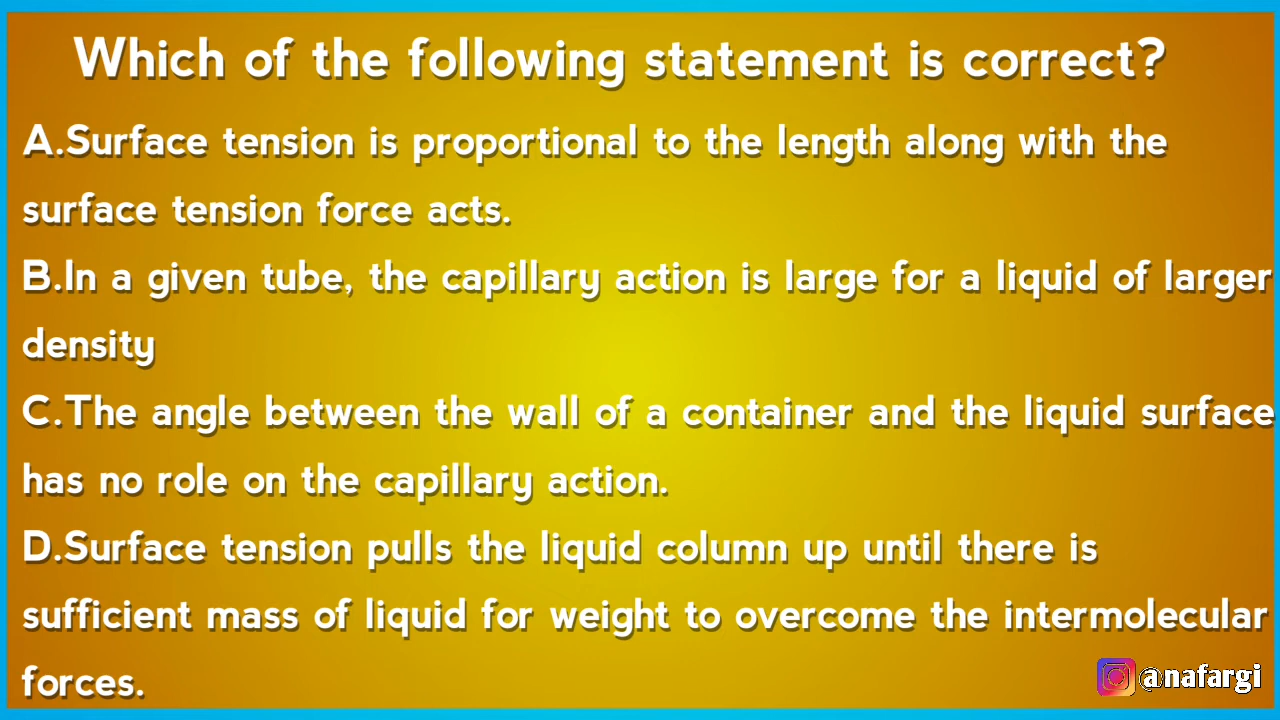 Which of the following statement is correct?
A.Surface tension is proportional to the length along with the
surface tension force acts.
B.In a given tube, the capillary action is large for a liquid of larger
density
C.The angle between the wall of a container and the liquid surface
has no role on the capillary action.
D.Surface tension pulls the liquid column up until there is
sufficient mass of liquid for weight to overcome the intermolecular
forces.
@nafargi